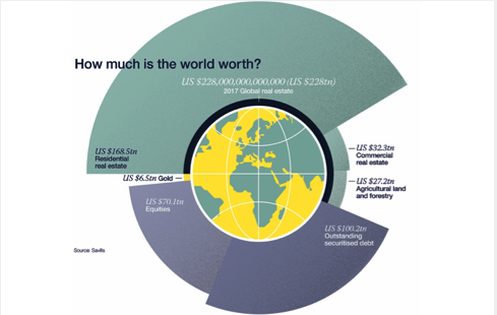 How much is the world worth?
US $228,000,000,000,000 (US $228tn)
2017 Global real estate
US $168.5tn
Residential
real estate
US $32.3tn
Commercial
real estate
US $6.5tn Gold
US $27.2tn
Agricultural land
and forestry
US $70.1tn
Equities
US $100.2tn
Outstanding
securitised debt
Source Savills